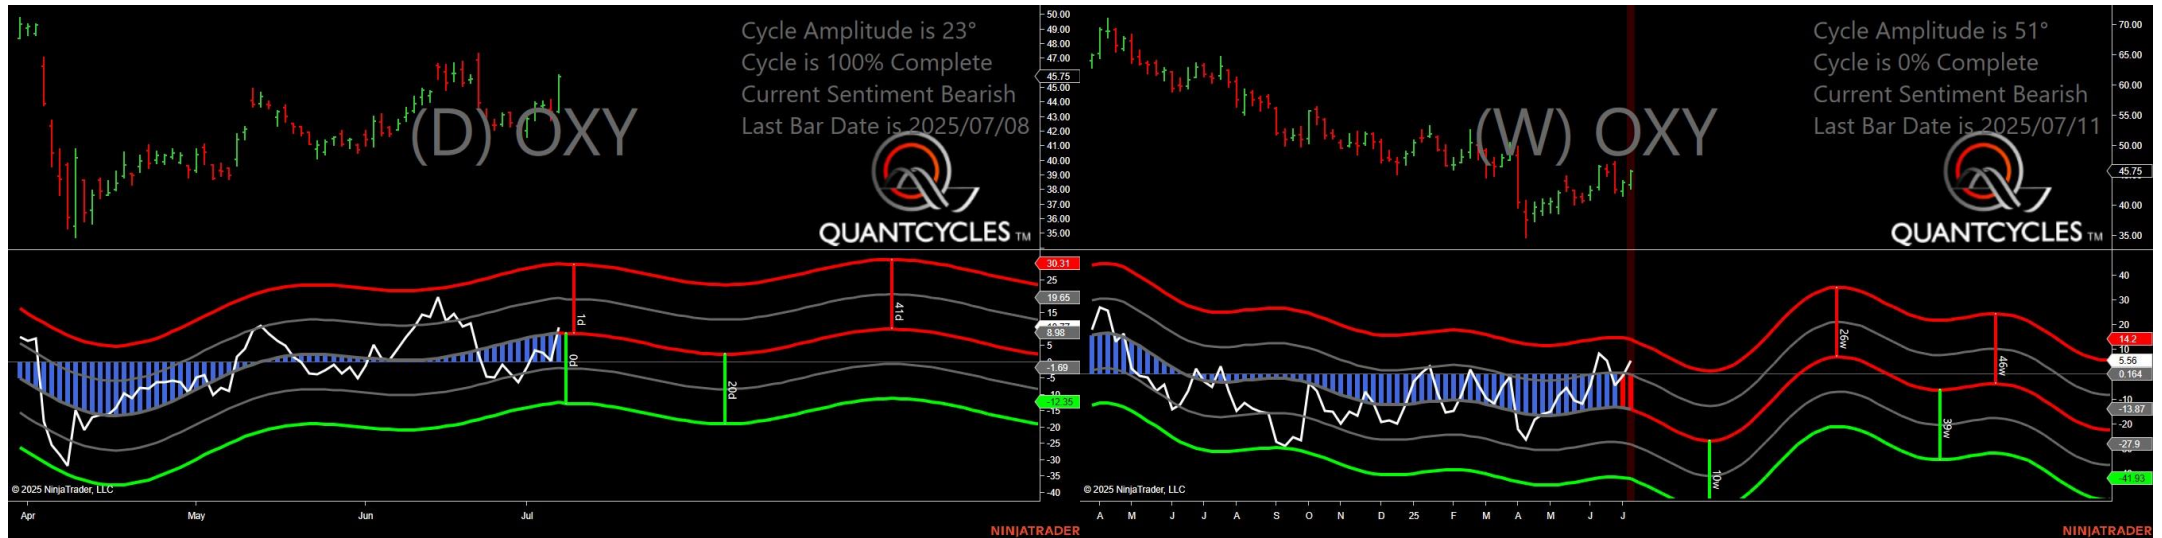 Cycle Amplitude is 23°
Cycle is 100% Complete
Current Sentiment Bearish
Last Bar Date is 2025/07/08
(D) OXY
QUANTCYCLES TM
50.00
49.00
48.00
47.00
45.75
45.00
44.00
43.00
42.00
41.00
40.00
39.00
38.00
37.00
36.00
35.00
30.31
25
19.65
15
8.98
5
-1.69
-5
-12.35
-15
-20
-25
-30
-35
-40
1d
0d
20d
41d
© 2025 NinjaTrader, LLC
Apr May Jun Jul
NINJATRADER
Cycle Amplitude is 51°
Cycle is 0% Complete
Current Sentiment Bearish
Last Bar Date is 2025/07/11
(W) OXY
QUANTCYCLES TM
70.00
65.00
60.00
55.00
50.00
45.75
40.00
35.00
40
30
20
14.2
10
5.56
0.164
-10
-13.87
-20
-27.9
-41.93
10w
26w
39w
46w
© 2025 NinjaTrader, LLC
A M J J A S O N D 25 F M A M J J
NINJATRADER